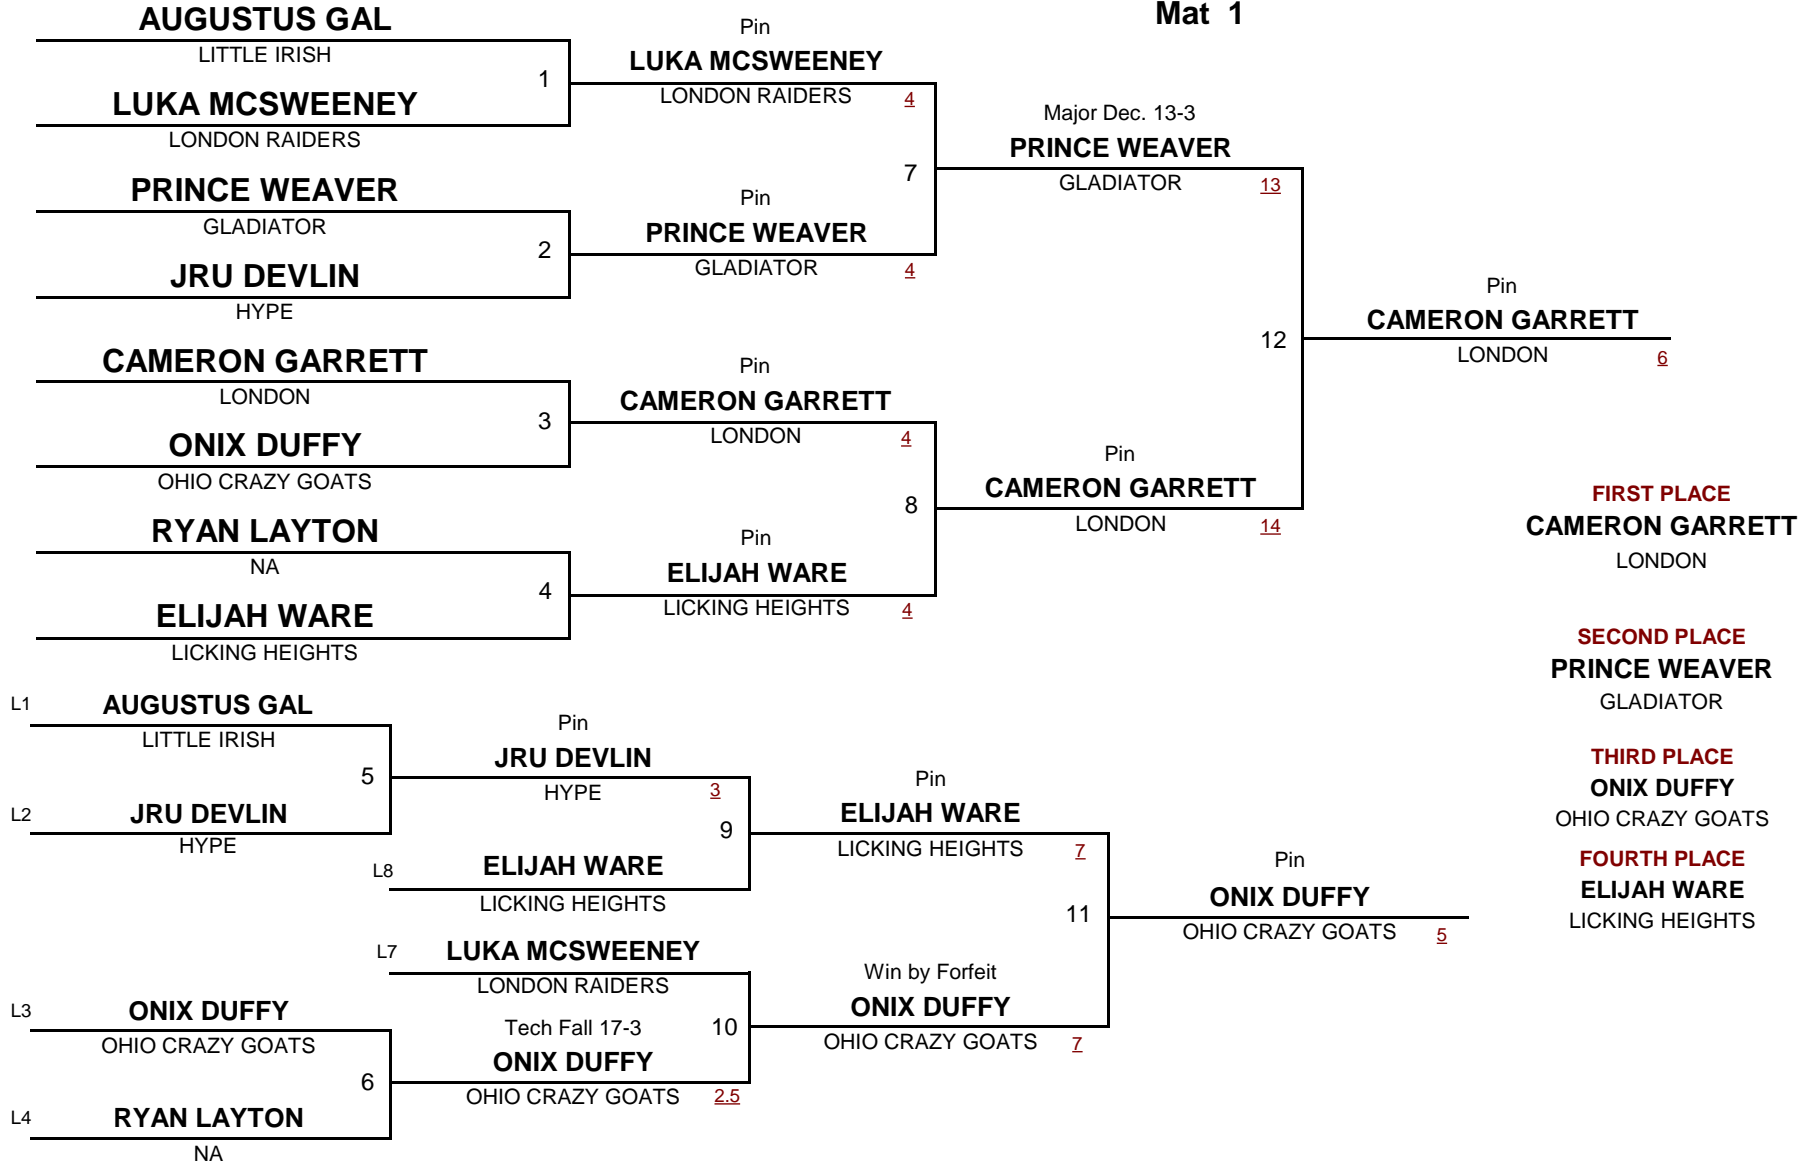 Mat 1
AUGUSTUS GAL
LITTLE IRISH
1
LUKA MCSWEENEY
LONDON RAIDERS
PRINCE WEAVER
GLADIATOR
2
JRU DEVLIN
HYPE
CAMERON GARRETT
LONDON
3
ONIX DUFFY
OHIO CRAZY GOATS
RYAN LAYTON
NA
4
ELIJAH WARE
LICKING HEIGHTS
Pin
LUKA MCSWEENEY
LONDON RAIDERS 4
7
Pin
PRINCE WEAVER
GLADIATOR 4
Pin
CAMERON GARRETT
LONDON 4
8
Pin
ELIJAH WARE
LICKING HEIGHTS 4
Major Dec. 13-3
PRINCE WEAVER
GLADIATOR 13
12
Pin
CAMERON GARRETT
LONDON 14
Pin
CAMERON GARRETT
LONDON 6
L1 AUGUSTUS GAL
LITTLE IRISH
5
L2 JRU DEVLIN
HYPE
Pin
JRU DEVLIN
HYPE 3
9
L8 ELIJAH WARE
LICKING HEIGHTS
L7 LUKA MCSWEENEY
LONDON RAIDERS
10
L3 ONIX DUFFY
OHIO CRAZY GOATS
6
L4 RYAN LAYTON
NA
Tech Fall 17-3
ONIX DUFFY
OHIO CRAZY GOATS 2.5
Pin
ELIJAH WARE
LICKING HEIGHTS 7
11
Win by Forfeit
ONIX DUFFY
OHIO CRAZY GOATS 7
Pin
ONIX DUFFY
OHIO CRAZY GOATS 5
FIRST PLACE
CAMERON GARRETT
LONDON
SECOND PLACE
PRINCE WEAVER
GLADIATOR
THIRD PLACE
ONIX DUFFY
OHIO CRAZY GOATS
FOURTH PLACE
ELIJAH WARE
LICKING HEIGHTS